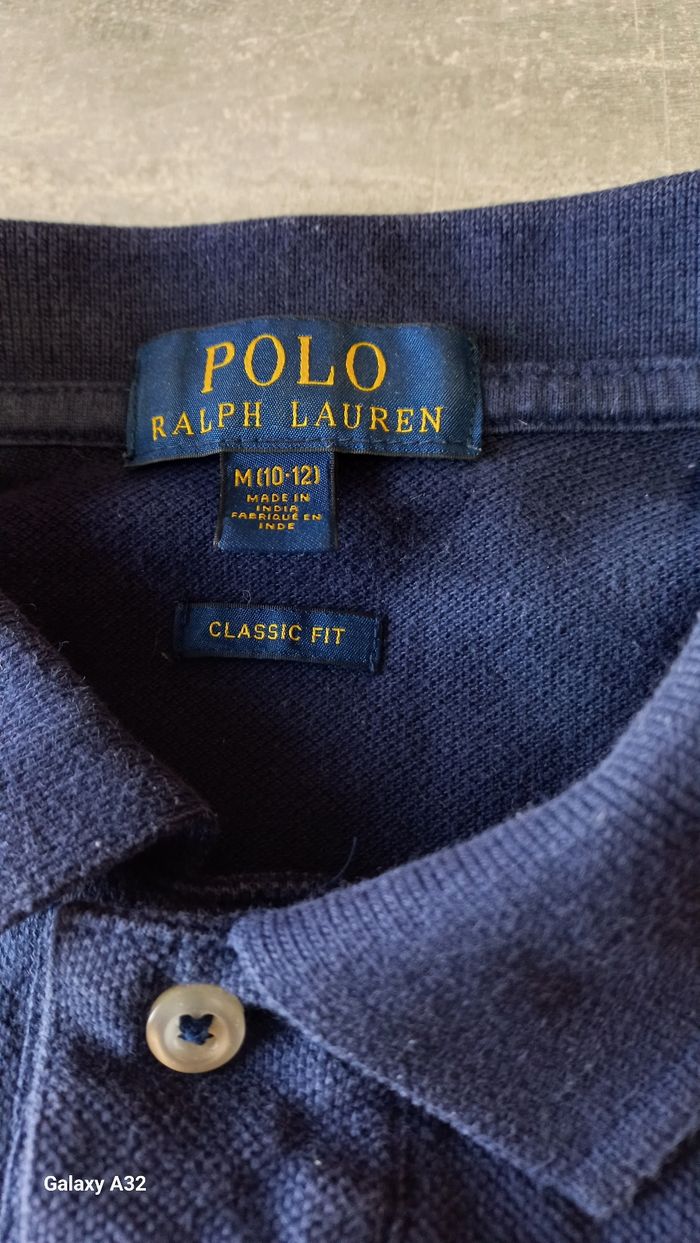 POLO
RALPH LAUREN
M(10-12)
MADE IN
INDIA
FABRIQUÉ EN
INDE
CLASSIC FIT
Galaxy A32